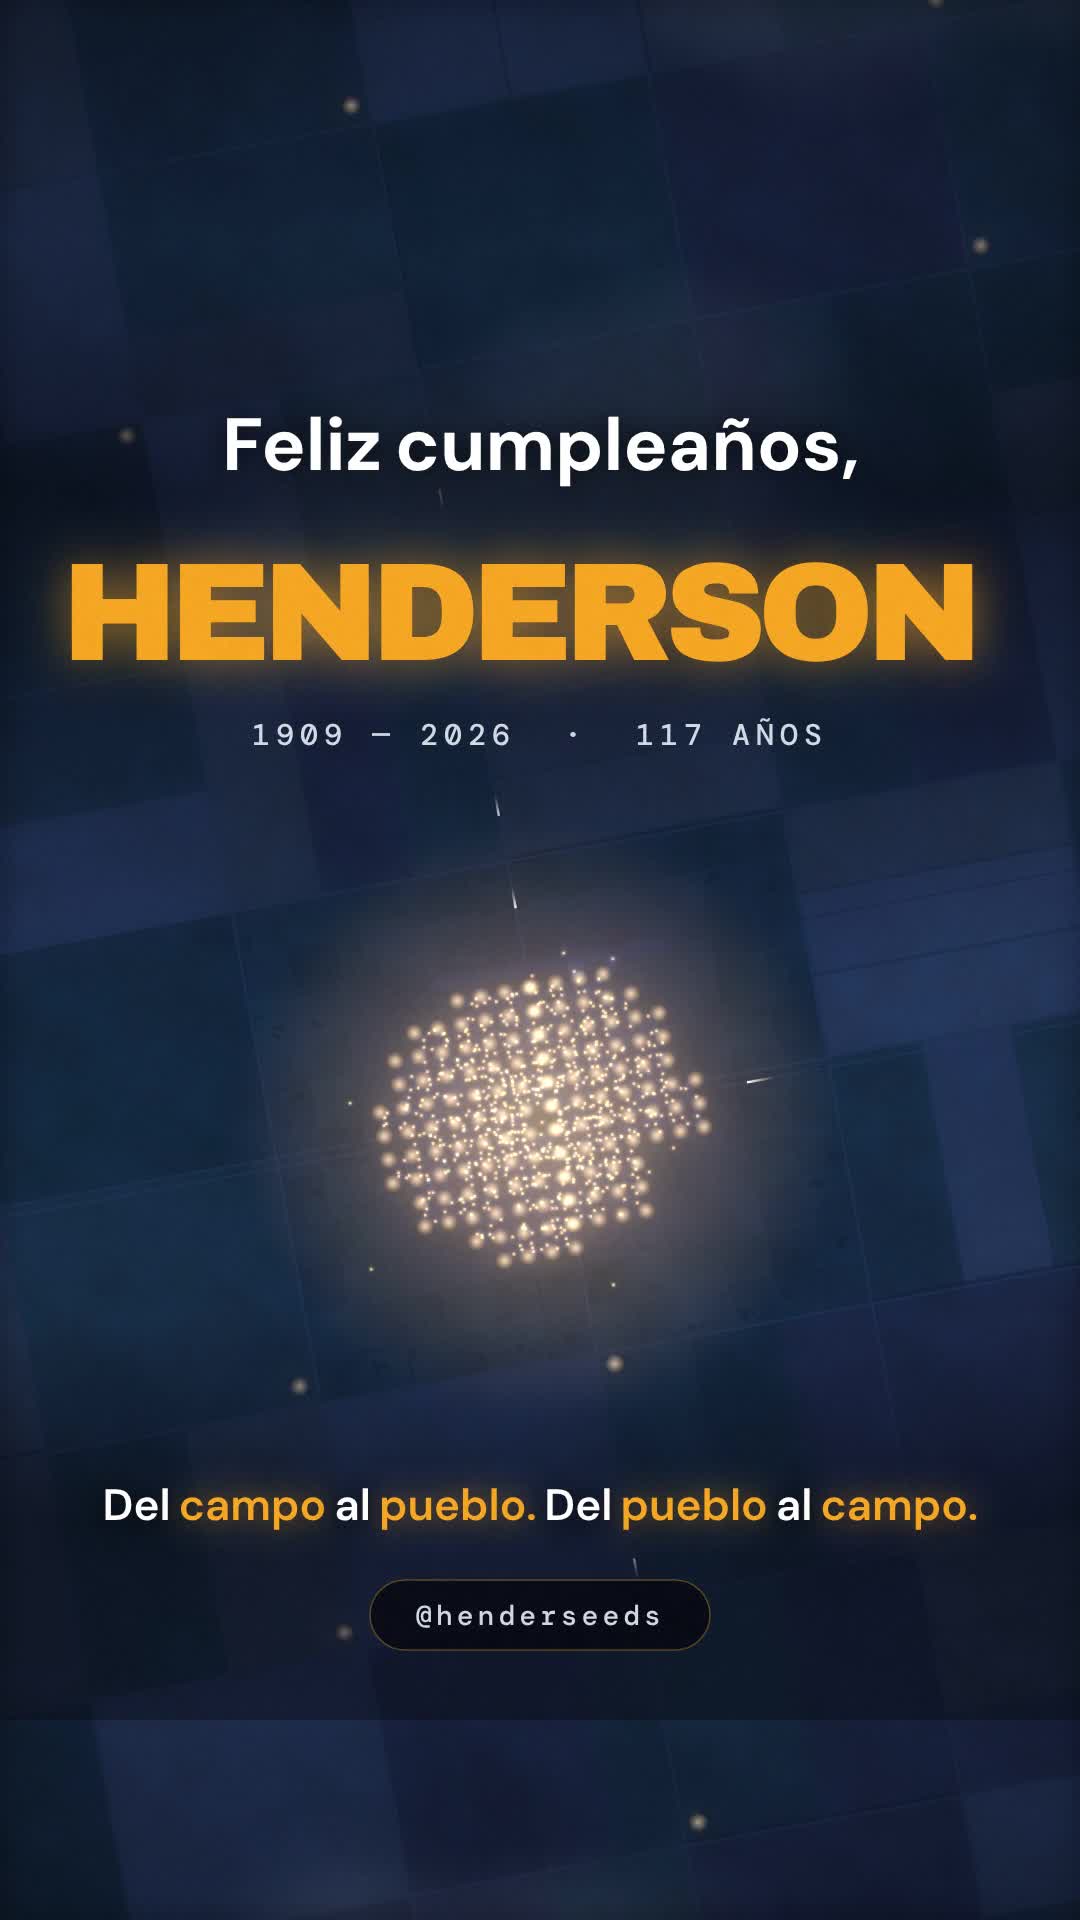 Feliz cumpleaños,
HENDERSON
1909 — 2026 · 117 AÑOS
Del campo al pueblo. Del pueblo al campo.
@henderseeds